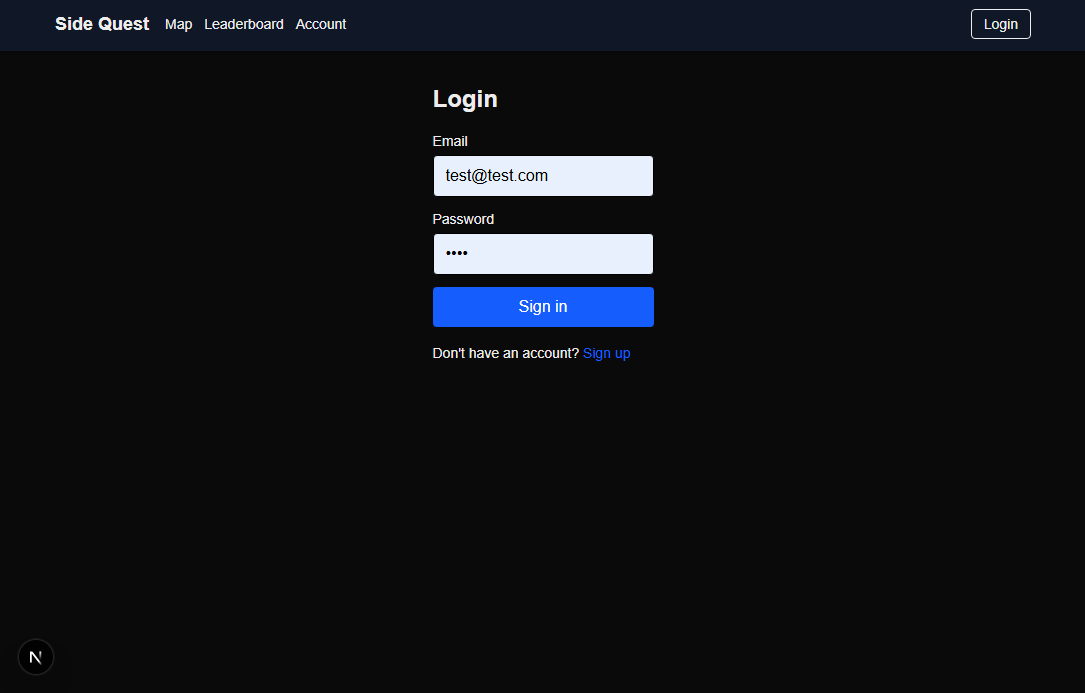 Side Quest Map Leaderboard Account Login
Login
Email
test@test.com
Password
••••
Sign in
Don't have an account? Sign up
N